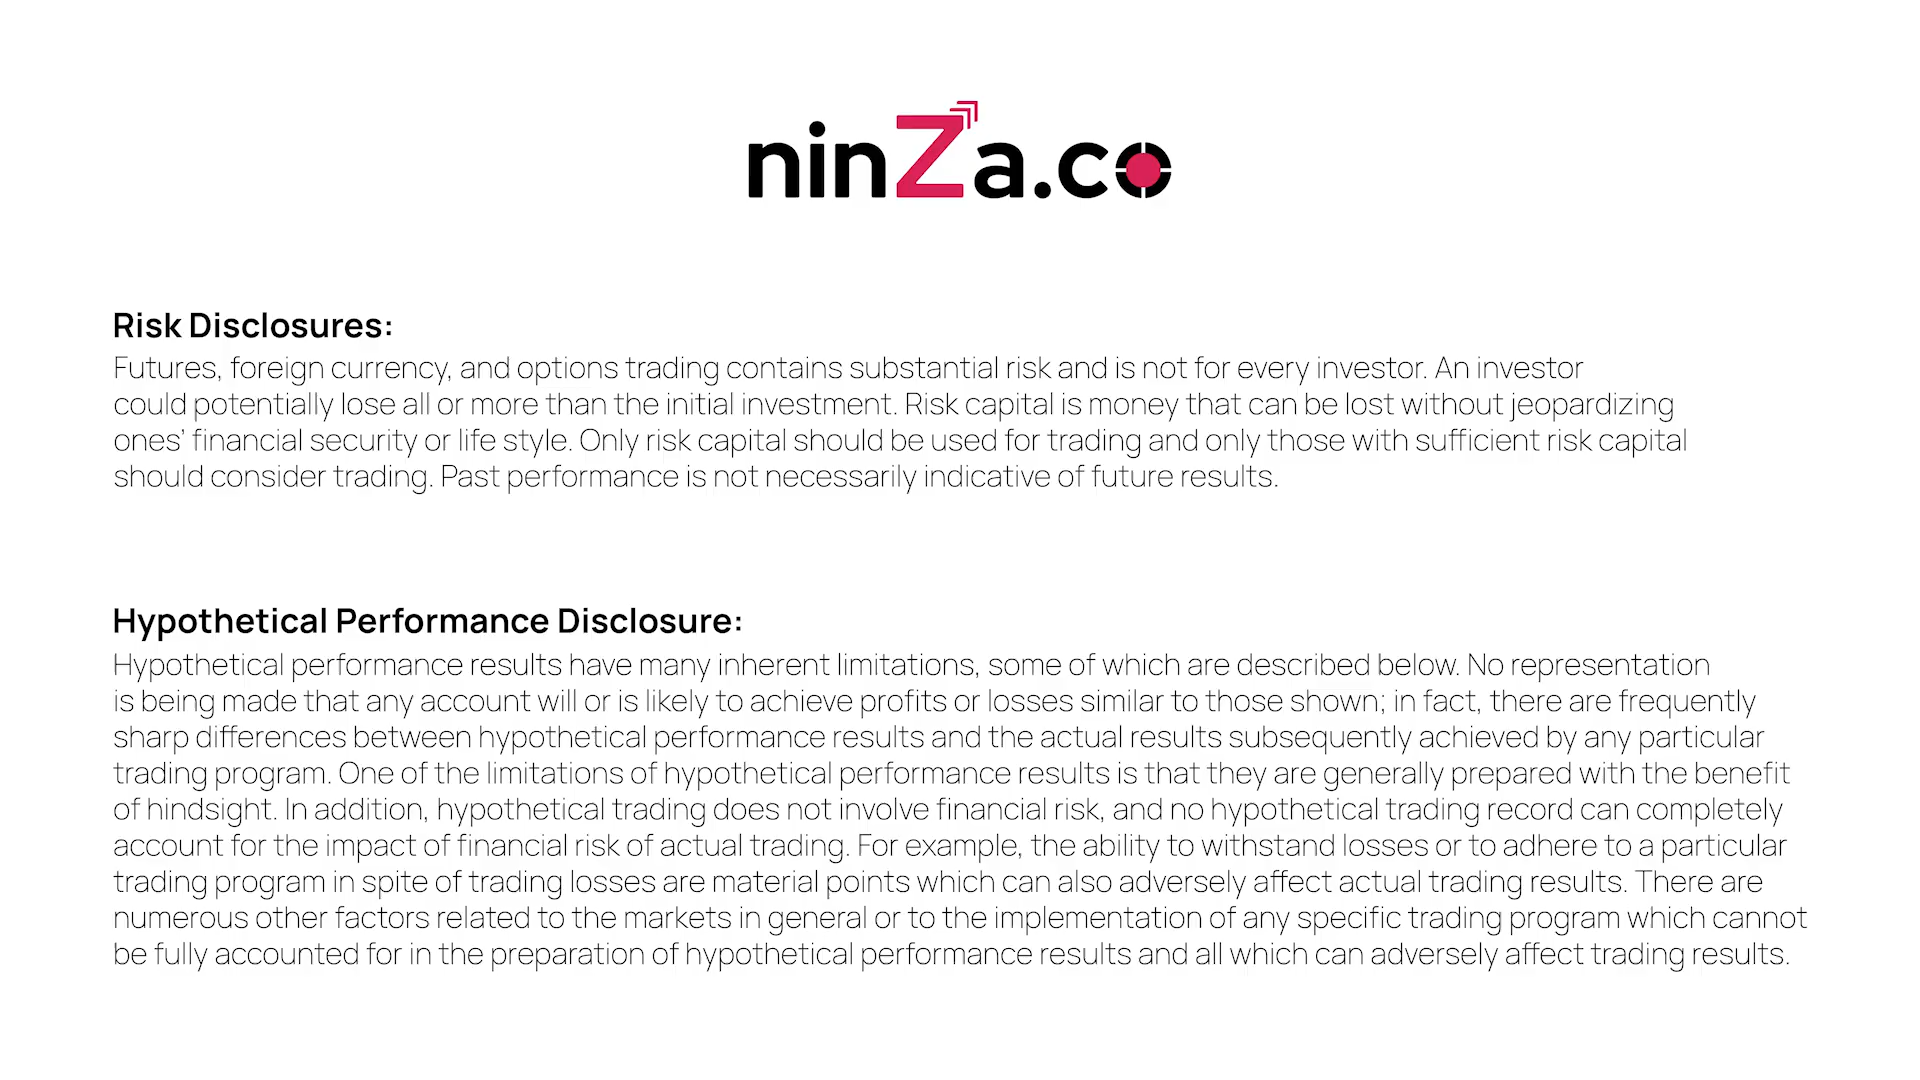 ninZa.co
Risk Disclosures:
Futures, foreign currency, and options trading contains substantial risk and is not for every investor. An investor
could potentially lose all or more than the initial investment. Risk capital is money that can be lost without jeopardizing
ones’ financial security or life style. Only risk capital should be used for trading and only those with sufficient risk capital
should consider trading. Past performance is not necessarily indicative of future results.
Hypothetical Performance Disclosure:
Hypothetical performance results have many inherent limitations, some of which are described below. No representation
is being made that any account will or is likely to achieve profits or losses similar to those shown; in fact, there are frequently
sharp differences between hypothetical performance results and the actual results subsequently achieved by any particular
trading program. One of the limitations of hypothetical performance results is that they are generally prepared with the benefit
of hindsight. In addition, hypothetical trading does not involve financial risk, and no hypothetical trading record can completely
account for the impact of financial risk of actual trading. For example, the ability to withstand losses or to adhere to a particular
trading program in spite of trading losses are material points which can also adversely affect actual trading results. There are
numerous other factors related to the markets in general or to the implementation of any specific trading program which cannot
be fully accounted for in the preparation of hypothetical performance results and all which can adversely affect trading results.